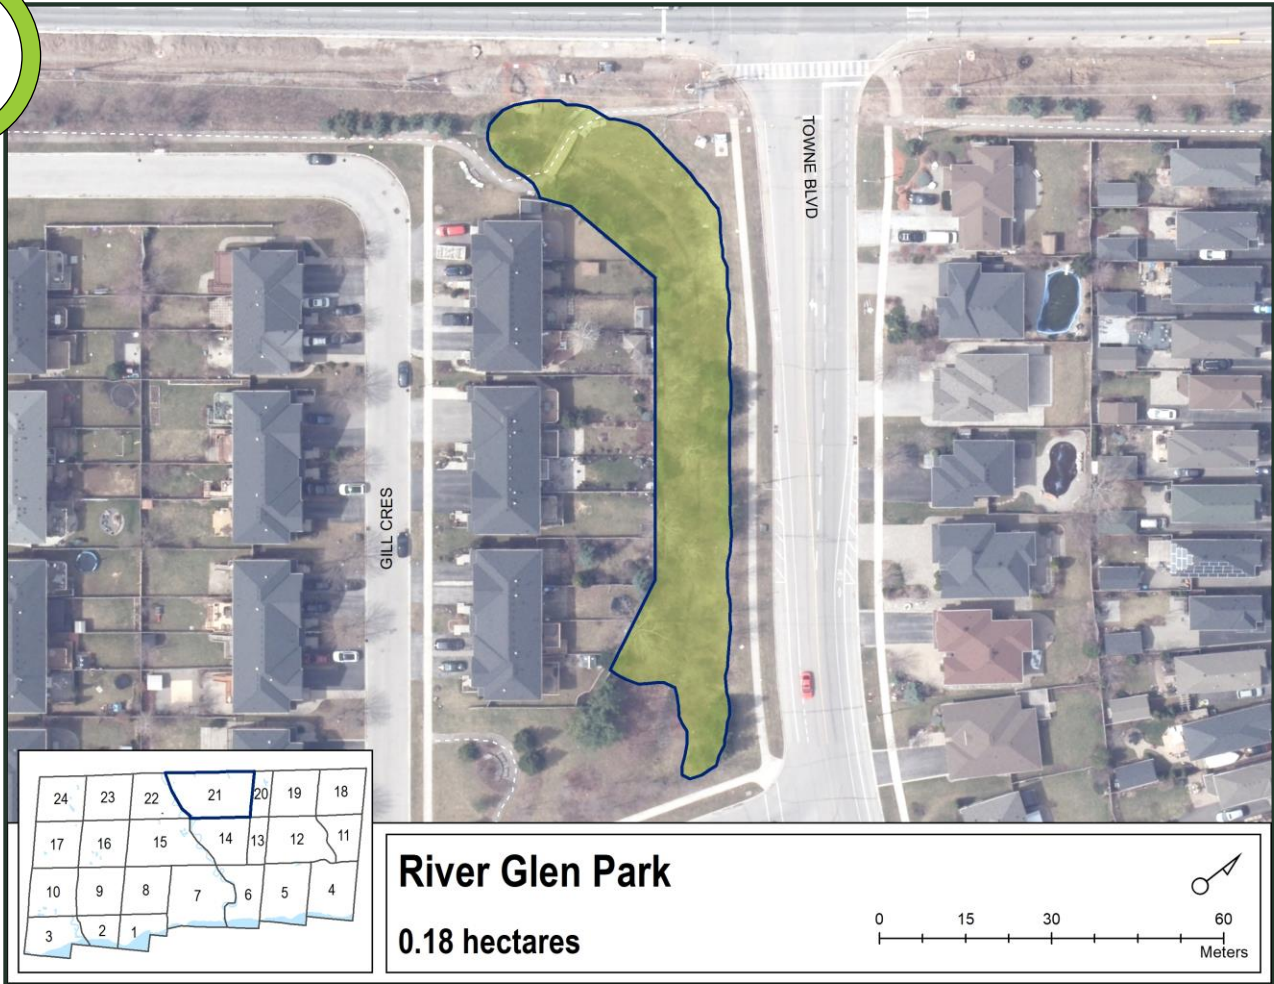 TOWNE BLVD
GILL CRES
24 23 22 21 20 19 18
17 16 15 14 13 12 11
10 9 8 7 6 5 4
3 2 1
River Glen Park
0.18 hectares
0 15 30 60
Meters